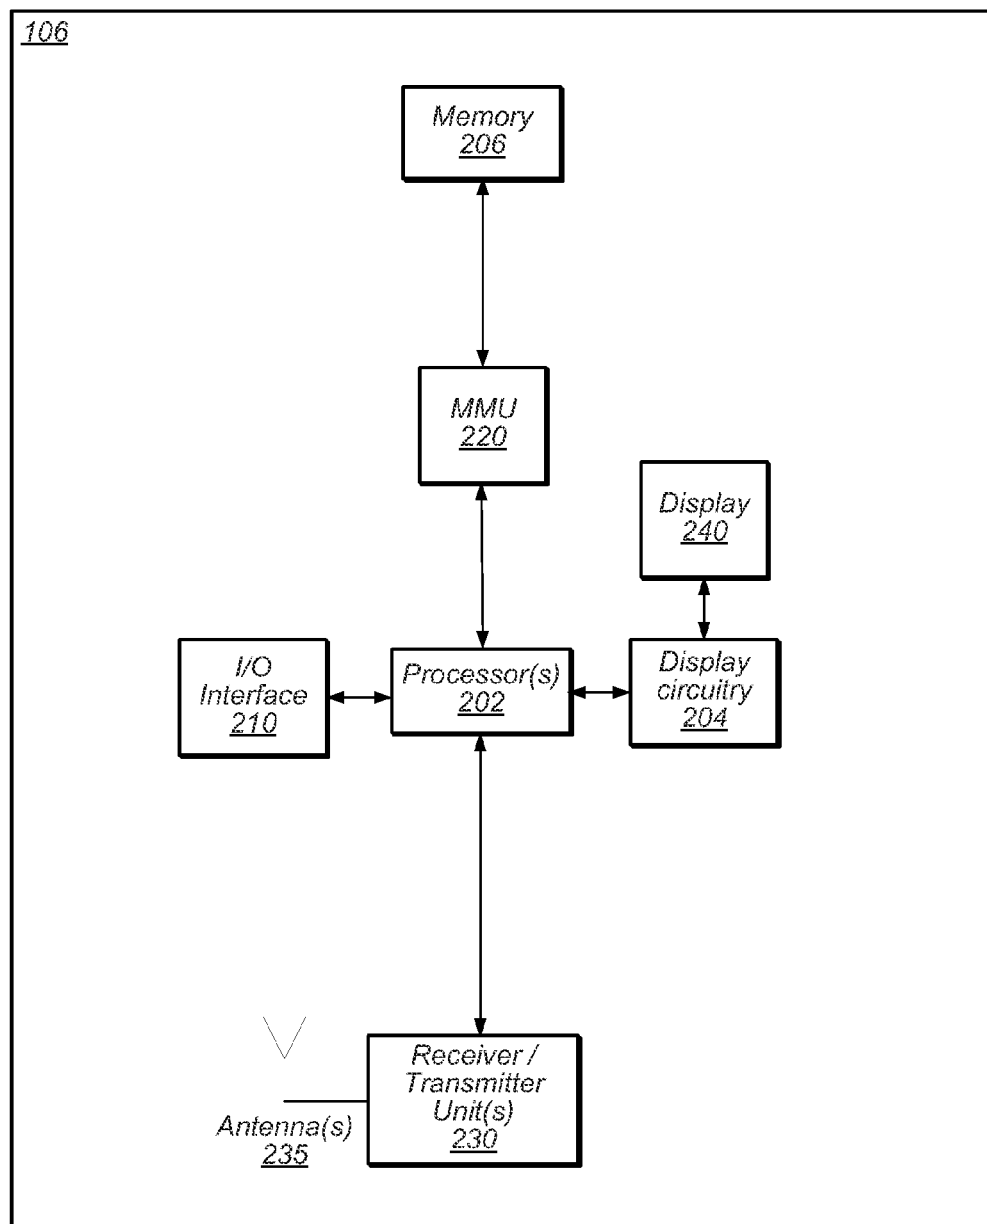 106
Memory
206
MMU
220
Display
240
I/O
Interface
210
Processor(s)
202
Display
circuitry
204
Receiver /
Transmitter
Unit(s)
230
Antenna(s)
235